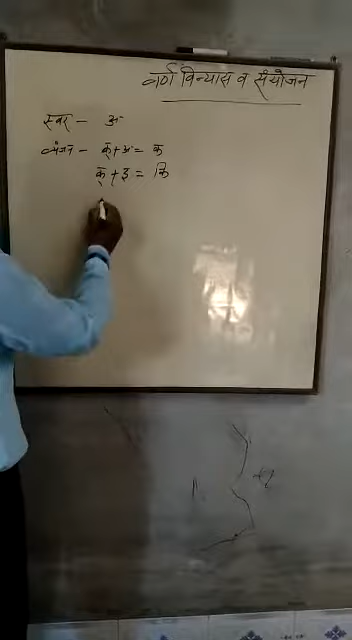 वर्ण विन्यास व संयोजन
स्वर - अ
व्यंजन - क् + अ = क
क् + इ = कि